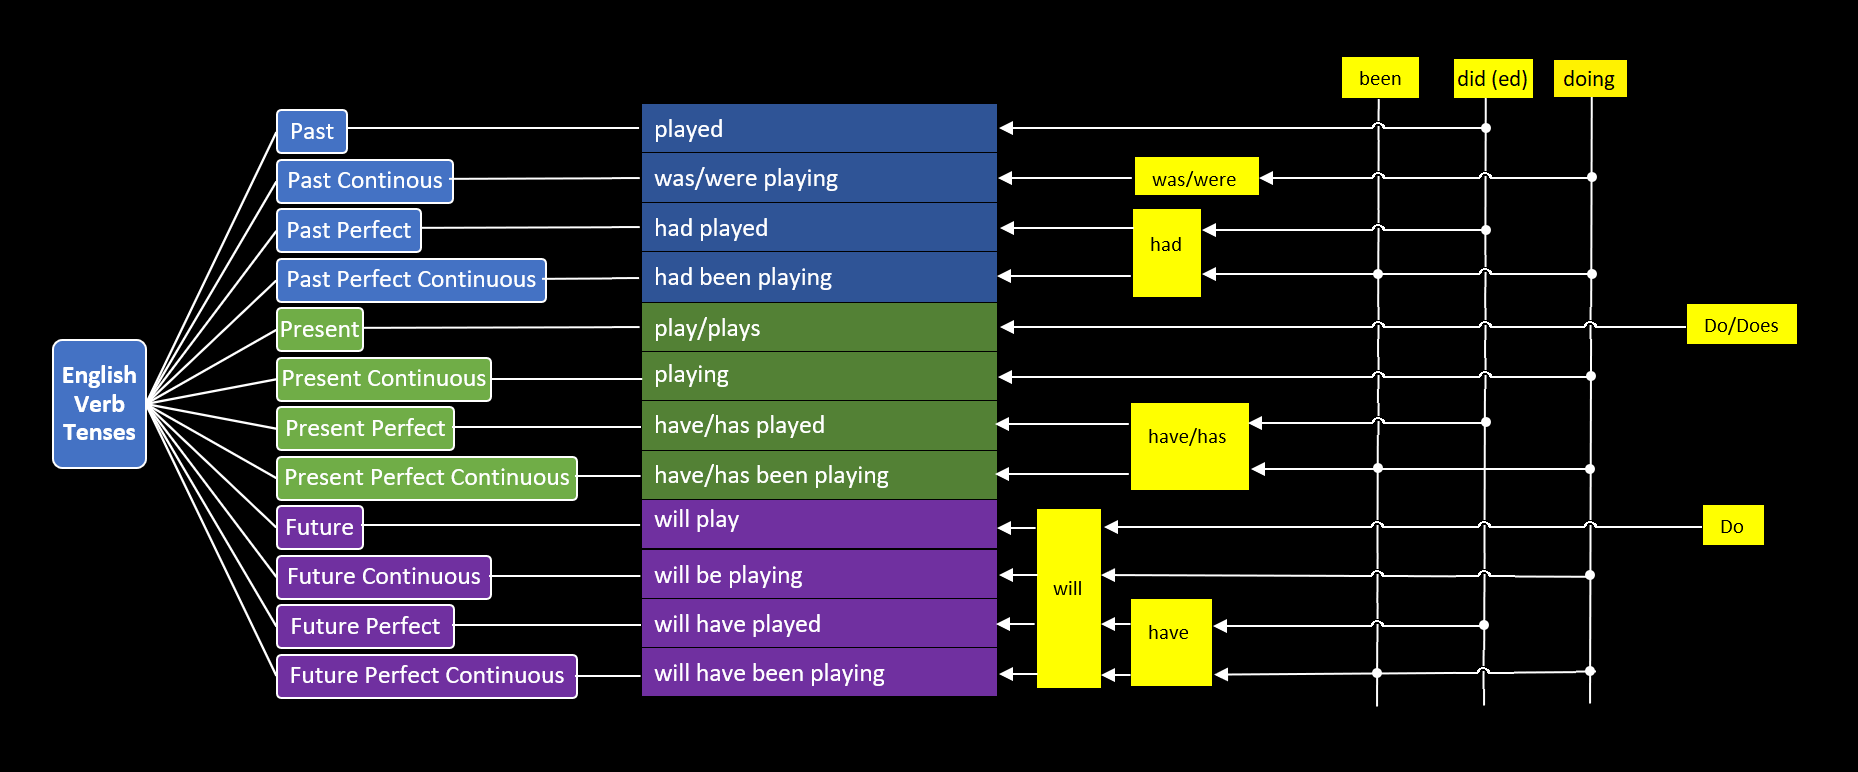 been
did (ed)
doing
Past
played
Past Continous
was/were playing
was/were
Past Perfect
had played
had
Past Perfect Continuous
had been playing
Present
play/plays
Do/Does
English
Verb
Tenses
Present Continuous
playing
Present Perfect
have/has played
have/has
Present Perfect Continuous
have/has been playing
Future
will play
Do
Future Continuous
will be playing
will
Future Perfect
will have played
have
Future Perfect Continuous
will have been playing